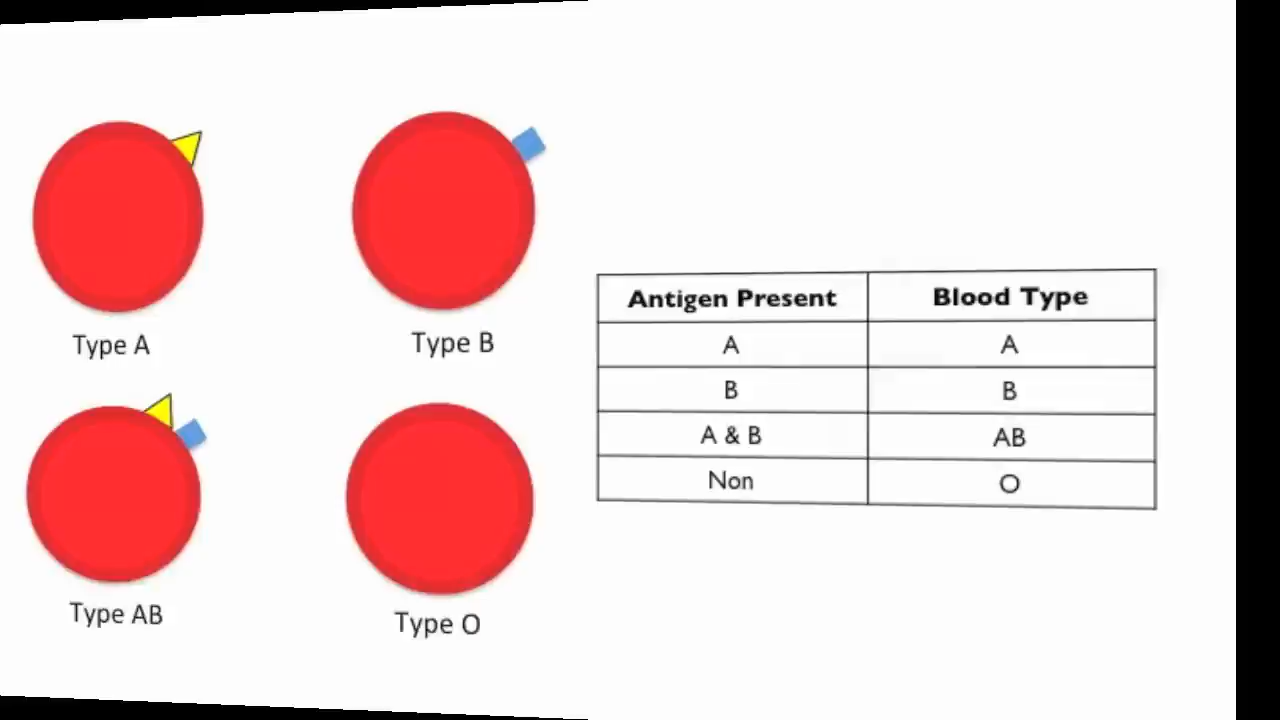 Type A
Type B
Type AB
Type O
Antigen Present Blood Type
A A
B B
A & B AB
Non O